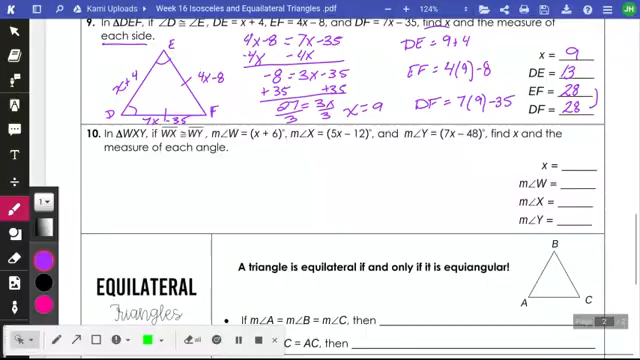 Kami Uploads
Week 16 Isosceles and Equilateral Triangles
124%
9. In ΔDEF, if ∠D ≅ ∠E, DE = x + 4, EF = 4x - 8, and DF = 7x - 35, find x and the measure of
each side.
E
x+4
4x-8
D
7x-35
F
4x-8 = 7x-35
-4x -4x
-8 = 3x-35
+35 +35
27 = 3x
3 3
x=9
DE = 9+4
EF = 4(9)-8
DF = 7(9)-35
x = 9
DE = 13
EF = 28
DF = 28
10. In ΔWXY, if WX ≅ WY, m∠W = (x + 6)°, m∠X = (5x - 12)°, and m∠Y = (7x - 48)°, find x and the
measure of each angle.
x = ____
m∠W = ____
m∠X = ____
m∠Y = ____
EQUILATERAL
Triangles
A triangle is equilateral if and only if it is equiangular!
B
A
C
• If m∠A = m∠B = m∠C, then
C = AC, then
Page 2
1